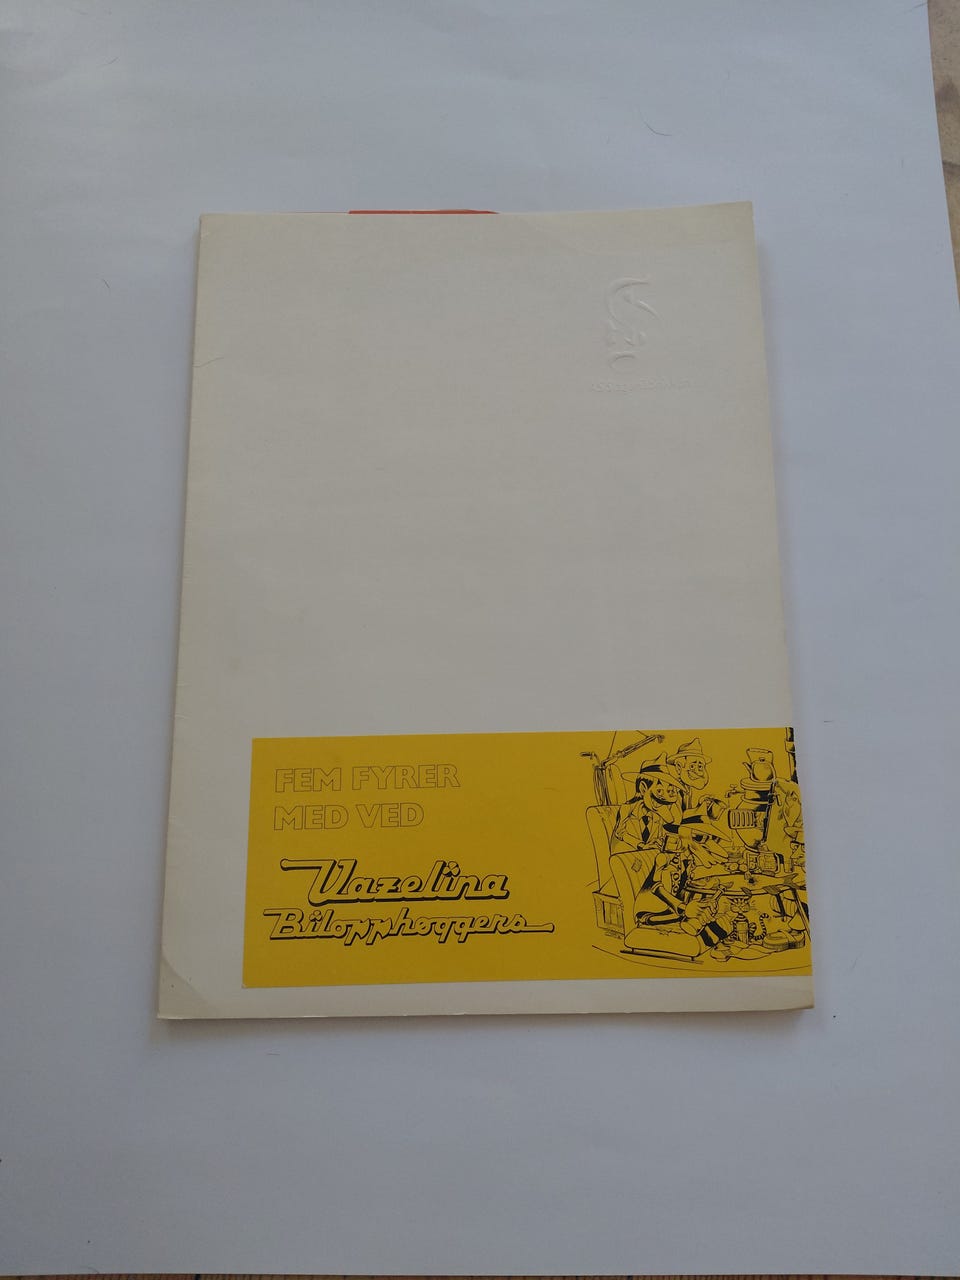 FEM FYRER
MED VED
Vazelina
Bilopphøggers